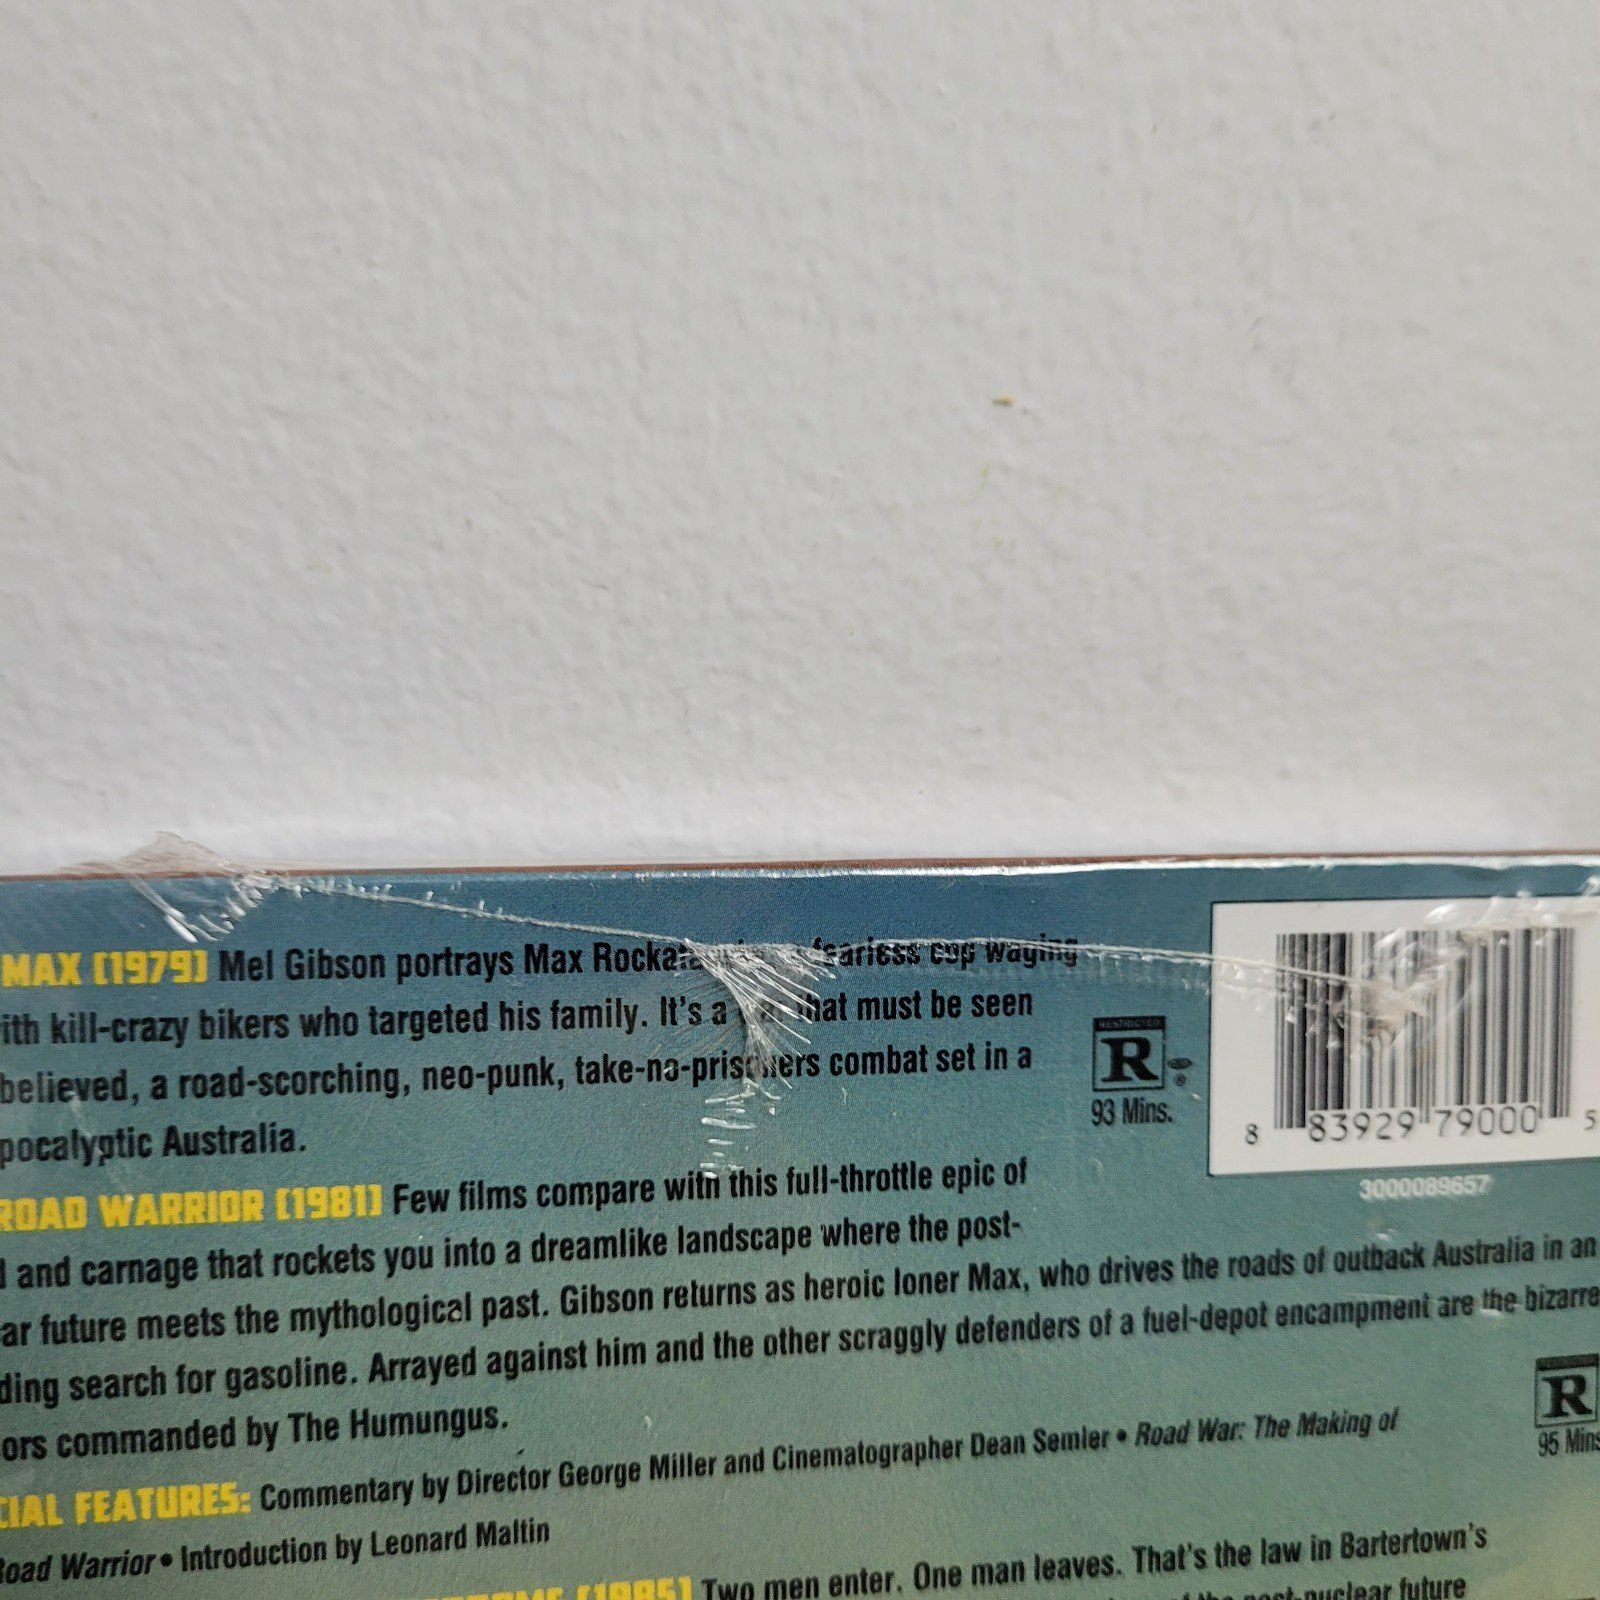 MAX [1979] Mel Gibson portrays Max fearless cop waging
ith kill-crazy bikers who targeted his family. It's a that must be seen
believed, a road-scorching, neo-punk, take-no-prisoners combat set in a
pocalyptic Australia.
RESTRICTED
R
93 Mins.
8 83929 79000 5
3000089657
ROAD WARRIOR [1981] Few films compare with this full-throttle epic of
and carnage that rockets you into a dreamlike landscape where the post-
ar future meets the mythological past. Gibson returns as heroic loner Max, who drives the roads of outback Australia in an
ding search for gasoline. Arrayed against him and the other scraggly defenders of a fuel-depot encampment are the bizarre
ors commanded by The Humungus.
R
95 Mins
CIAL FEATURES: Commentary by Director George Miller and Cinematographer Dean Semler • Road War: The Making of
Road Warrior • Introduction by Leonard Maltin
[1985] Two men enter. One man leaves. That's the law in Bartertown's
of the post-nuclear future